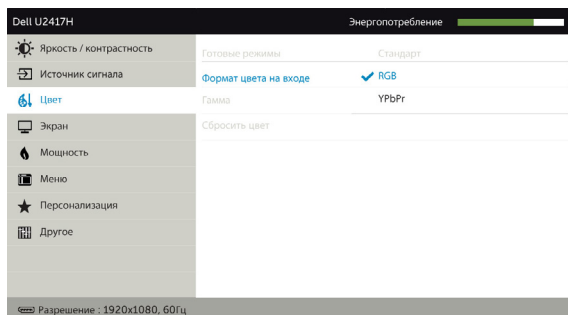 Dell U2417H Энергопотребление
Яркость / контрастность
Готовые режимы Стандарт
Источник сигнала
Формат цвета на входе RGB
Цвет
Гамма YPbPr
Экран
Сбросить цвет
Мощность
Меню
Персонализация
Другое
Разрешение : 1920x1080, 60Гц